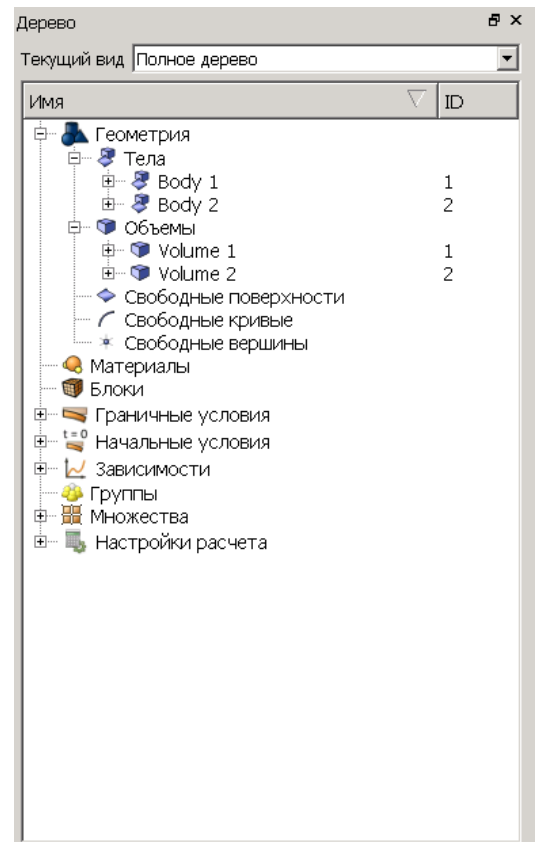 Дерево
Текущий вид Полное дерево
Имя ID
Геометрия
Тела
Body 1 1
Body 2 2
Объемы
Volume 1 1
Volume 2 2
Свободные поверхности
Свободные кривые
Свободные вершины
Материалы
Блоки
Граничные условия
t=0 Начальные условия
Зависимости
Группы
Множества
Настройки расчета